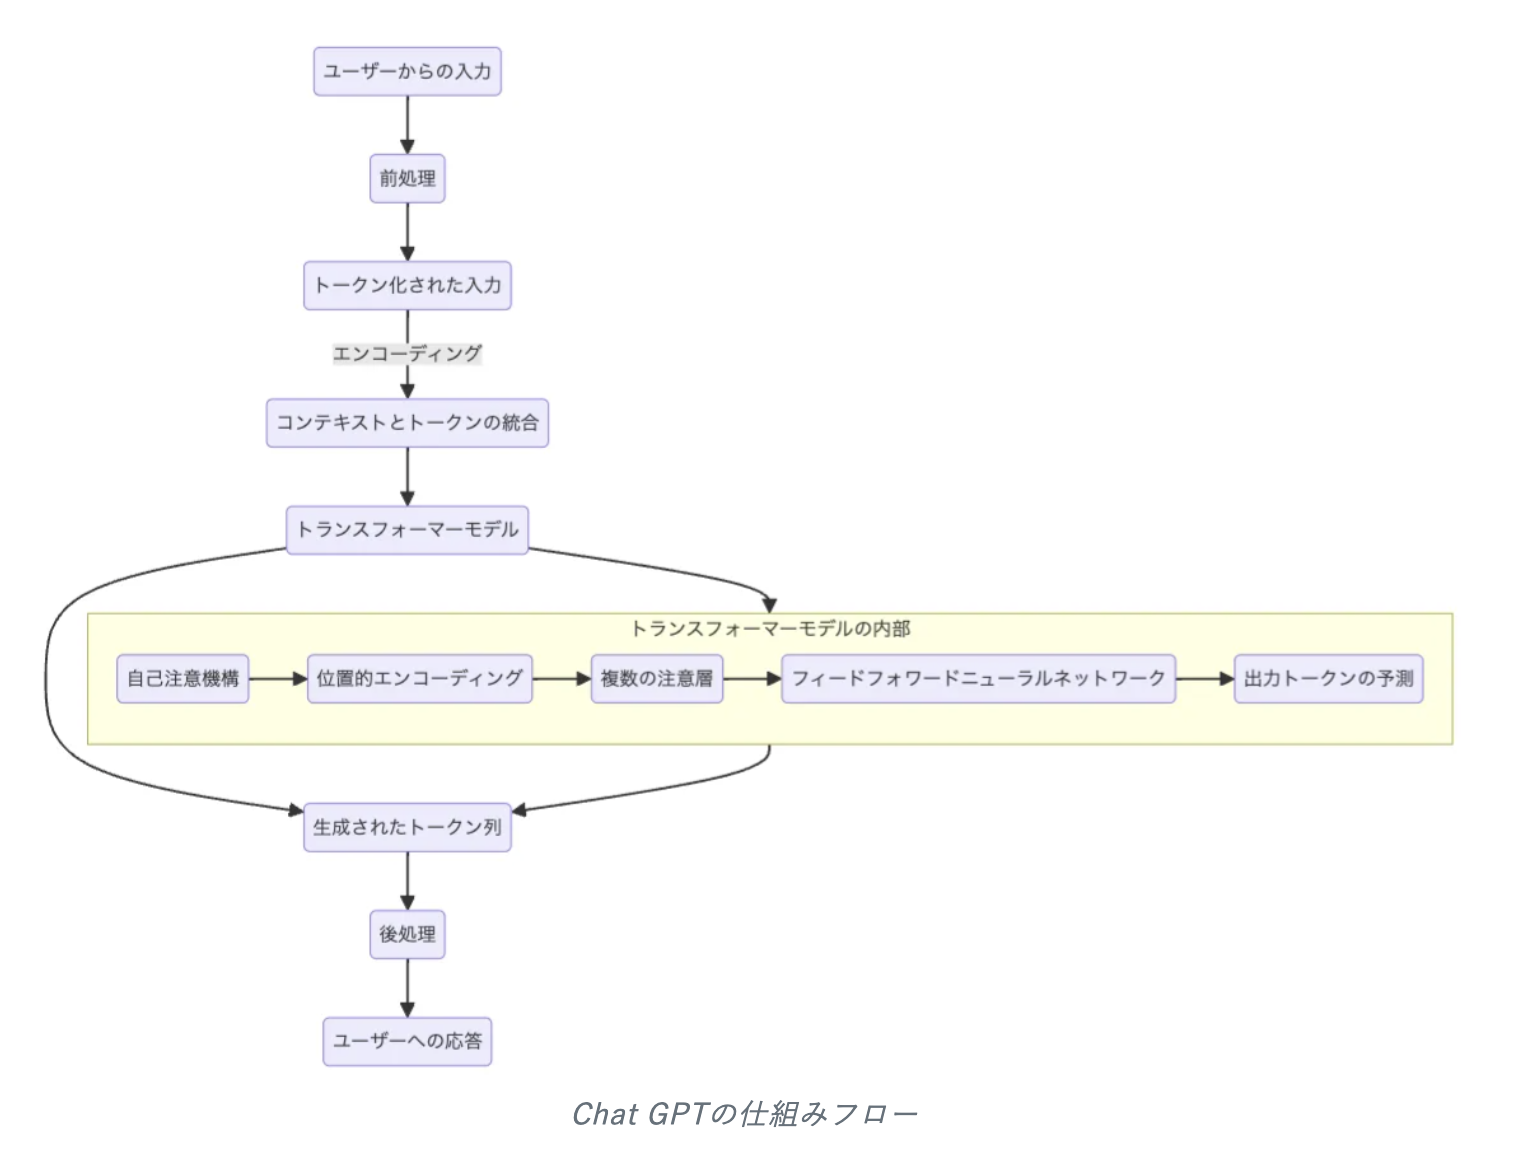 ユーザーからの入力
前処理
トークン化された入力
エンコーディング
コンテキストとトークンの統合
トランスフォーマーモデル
トランスフォーマーモデルの内部
自己注意機構
位置的エンコーディング
複数の注意層
フィードフォワードニューラルネットワーク
出力トークンの予測
生成されたトークン列
後処理
ユーザーへの応答
Chat GPTの仕組みフロー